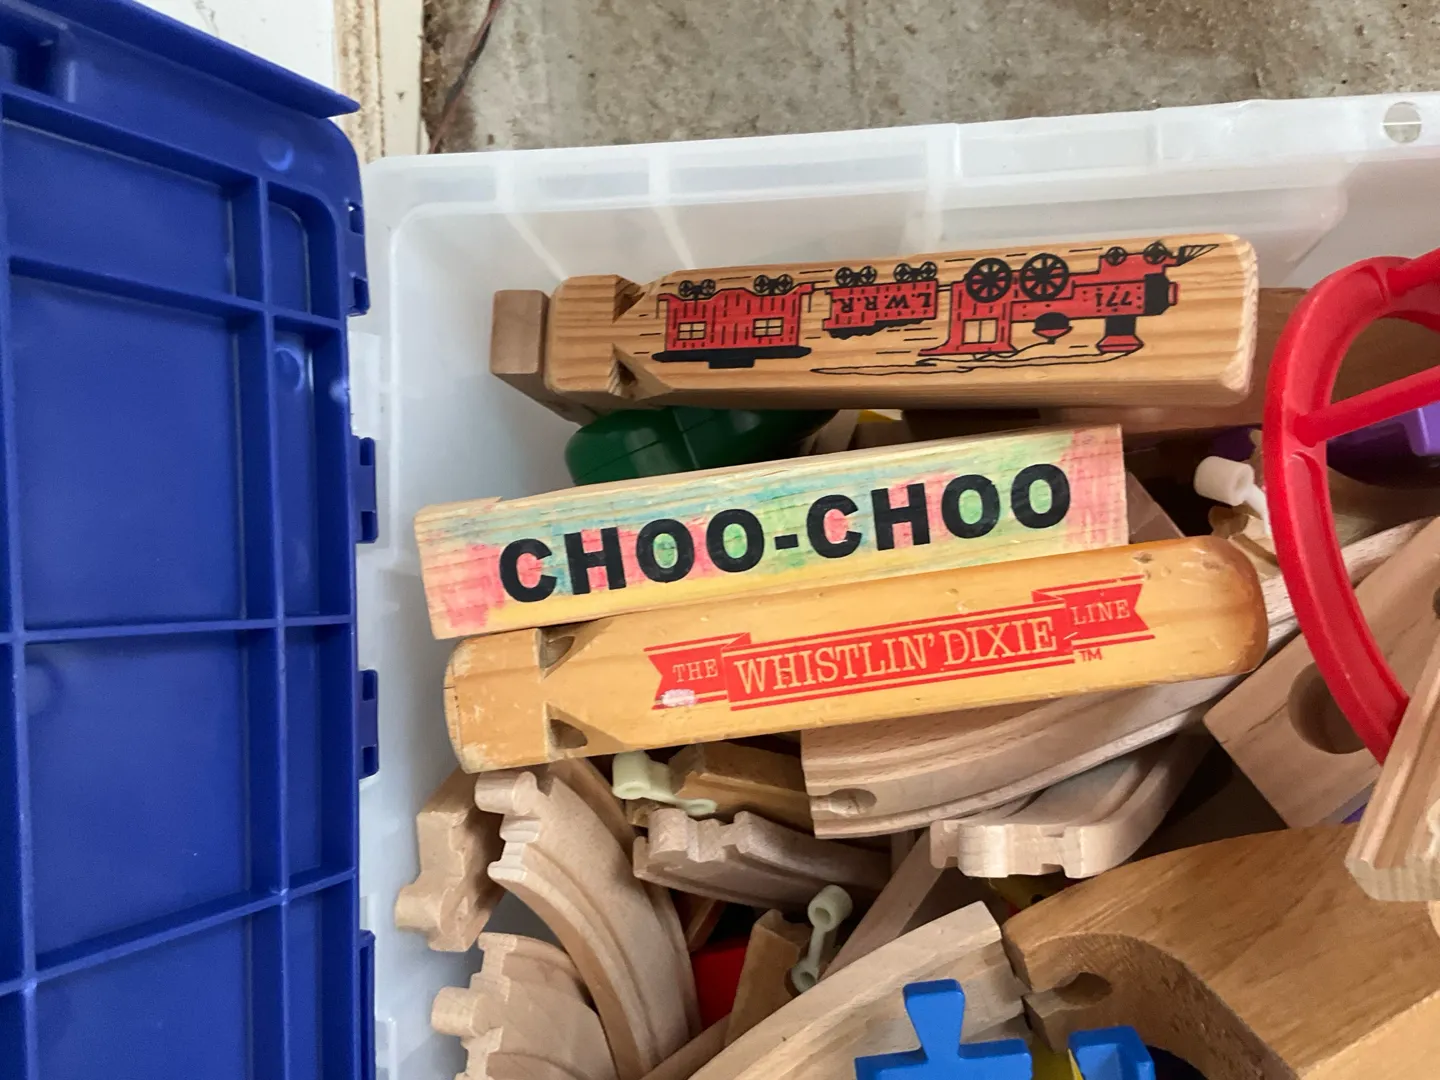 L.W.R.R.
771
CHOO-CHOO
THE WHISTLIN' DIXIE LINE ™